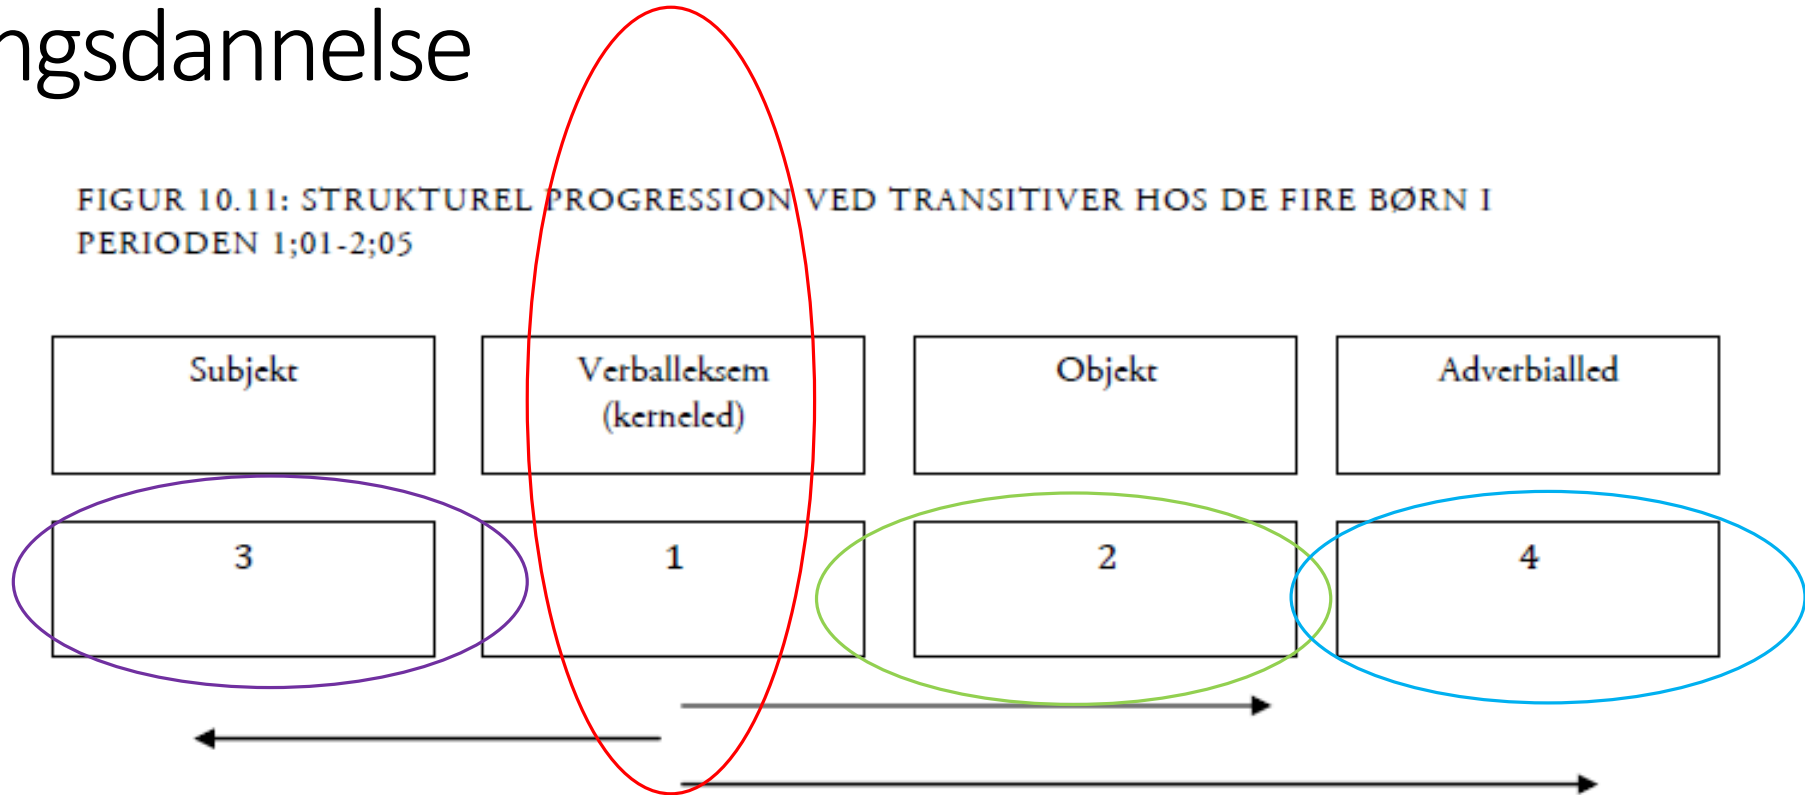 ngsdannelse
FIGUR 10.11: STRUKTUREL PROGRESSION VED TRANSITIVER HOS DE FIRE BØRN I
PERIODEN 1;01-2;05
Subjekt Verballeksem Objekt Adverbialled
(kerneled)
3 1 2 4